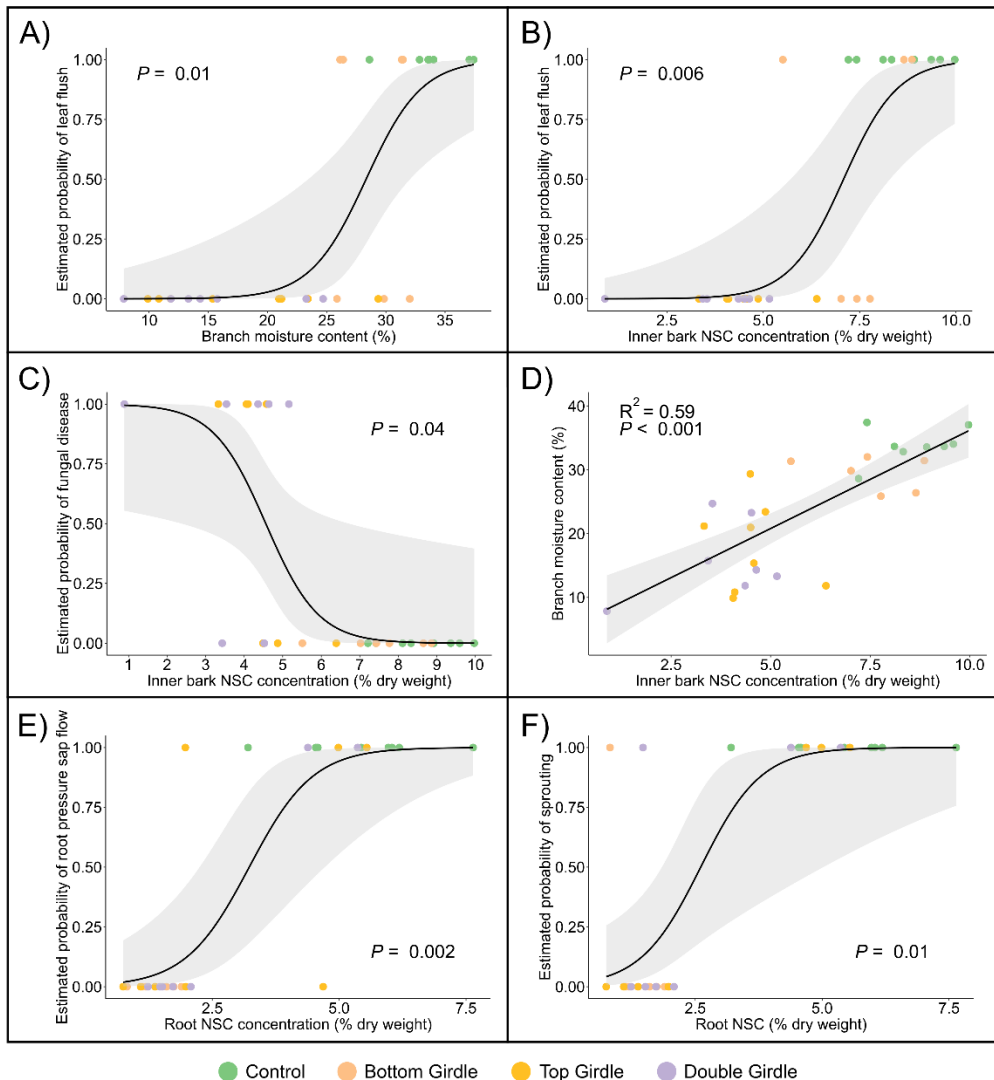 A)
P = 0.01
Estimated probability of leaf flush
1.00
0.75
0.50
0.25
0.00
10 15 20 25 30 35
Branch moisture content (%)
B)
P = 0.006
Estimated probability of leaf flush
1.00
0.75
0.50
0.25
0.00
2.5 5.0 7.5 10.0
Inner bark NSC concentration (% dry weight)
C)
P = 0.04
Estimated probability of fungal disease
1.00
0.75
0.50
0.25
0.00
1 2 3 4 5 6 7 8 9 10
Inner bark NSC concentration (% dry weight)
D)
R² = 0.59
P < 0.001
Branch moisture content (%)
40
30
20
10
2.5 5.0 7.5 10.0
Inner bark NSC concentration (% dry weight)
E)
P = 0.002
Estimated probability of root pressure sap flow
1.00
0.75
0.50
0.25
0.00
2.5 5.0 7.5
Root NSC concentration (% dry weight)
F)
P = 0.01
Estimated probability of sprouting
1.00
0.75
0.50
0.25
0.00
2.5 5.0 7.5
Root NSC (% dry weight)
Control Bottom Girdle Top Girdle Double Girdle